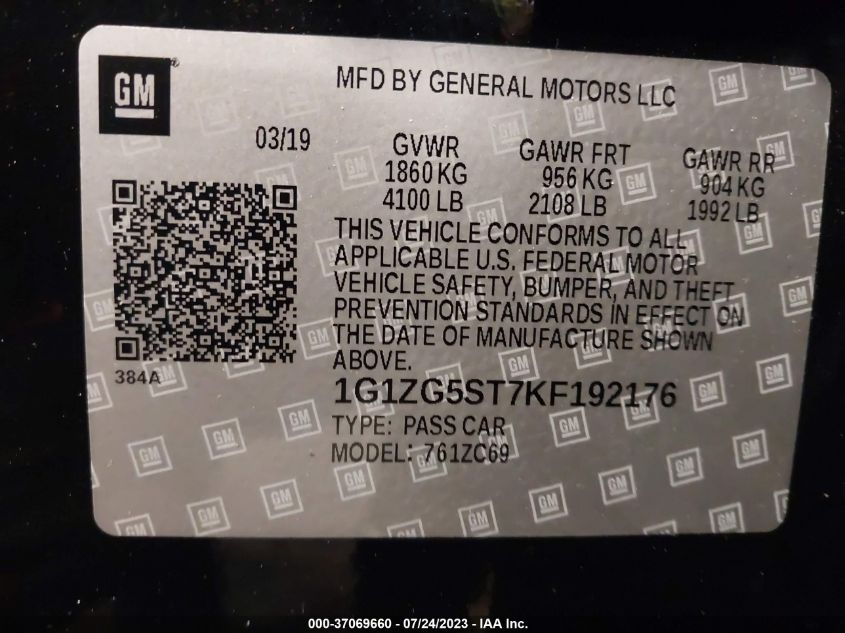 GM®
MFD BY GENERAL MOTORS LLC
03/19
GVWR GAWR FRT GAWR RR
1860 KG 956 KG 904 KG
4100 LB 2108 LB 1992 LB
THIS VEHICLE CONFORMS TO ALL
APPLICABLE U.S. FEDERAL MOTOR
VEHICLE SAFETY, BUMPER, AND THEFT
PREVENTION STANDARDS IN EFFECT ON
THE DATE OF MANUFACTURE SHOWN
ABOVE.
384A
1G1ZG5ST7KF192176
TYPE: PASS CAR
MODEL: 761ZC69
000-37069660 - 07/24/2023 - IAA Inc.